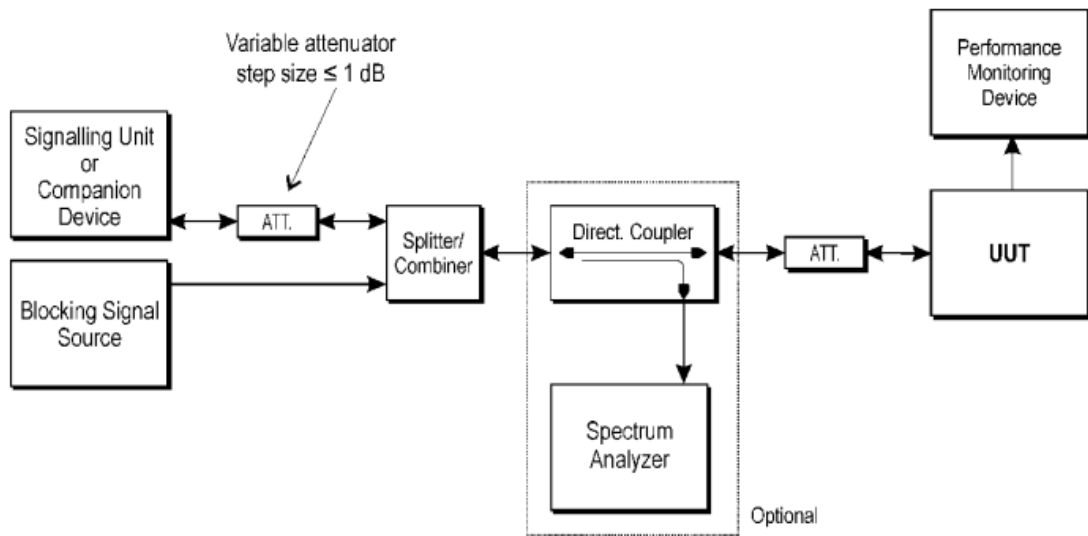 Variable attenuator
step size ≤ 1 dB
Performance
Monitoring
Device
Signalling Unit
or
Companion
Device
ATT.
Splitter/
Combiner
Direct. Coupler
ATT.
UUT
Blocking Signal
Source
Spectrum
Analyzer
Optional